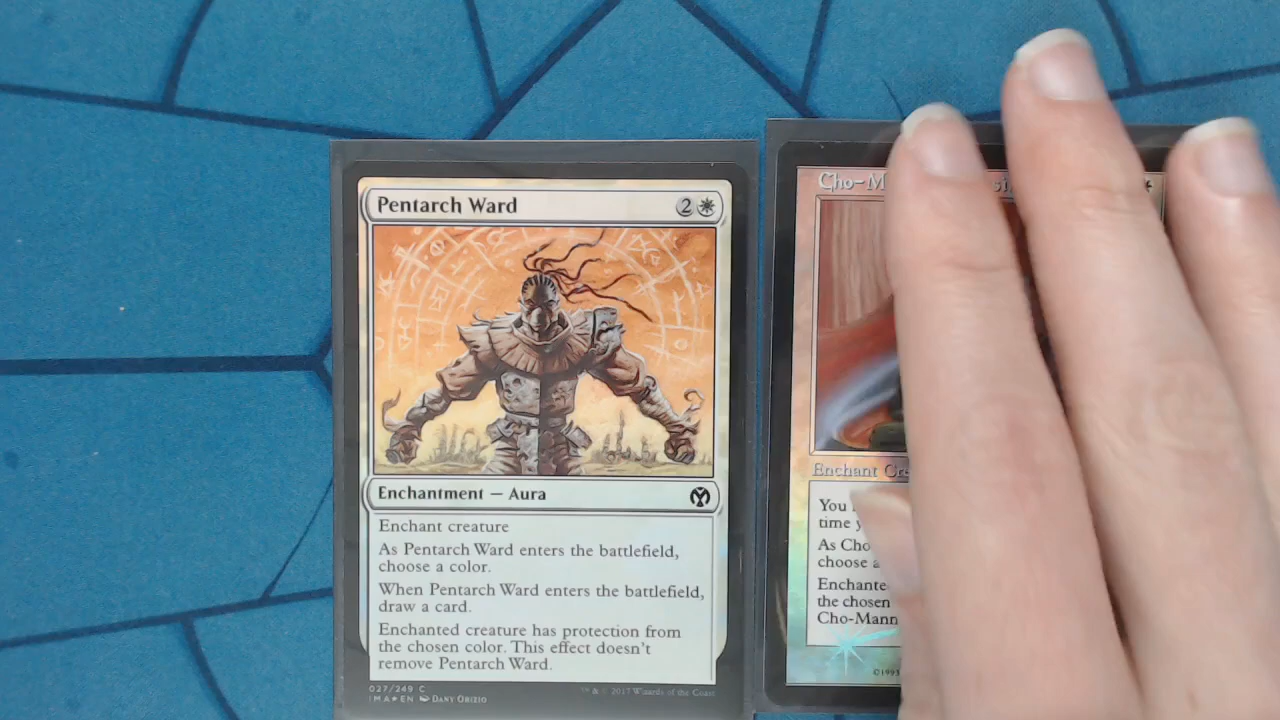 Pentarch Ward 2
Enchantment — Aura
Enchant creature
As Pentarch Ward enters the battlefield,
choose a color.
When Pentarch Ward enters the battlefield,
draw a card.
Enchanted creature has protection from
the chosen color. This effect doesn't
remove Pentarch Ward.
027/249 C
IMA★EN DANY ORIZIO
™ & © 2017 Wizards of the Coast
Cho-M
Enchant Cr
You
time y
As Cho
choose a
Enchante
the chosen
Cho-Mann
©1993